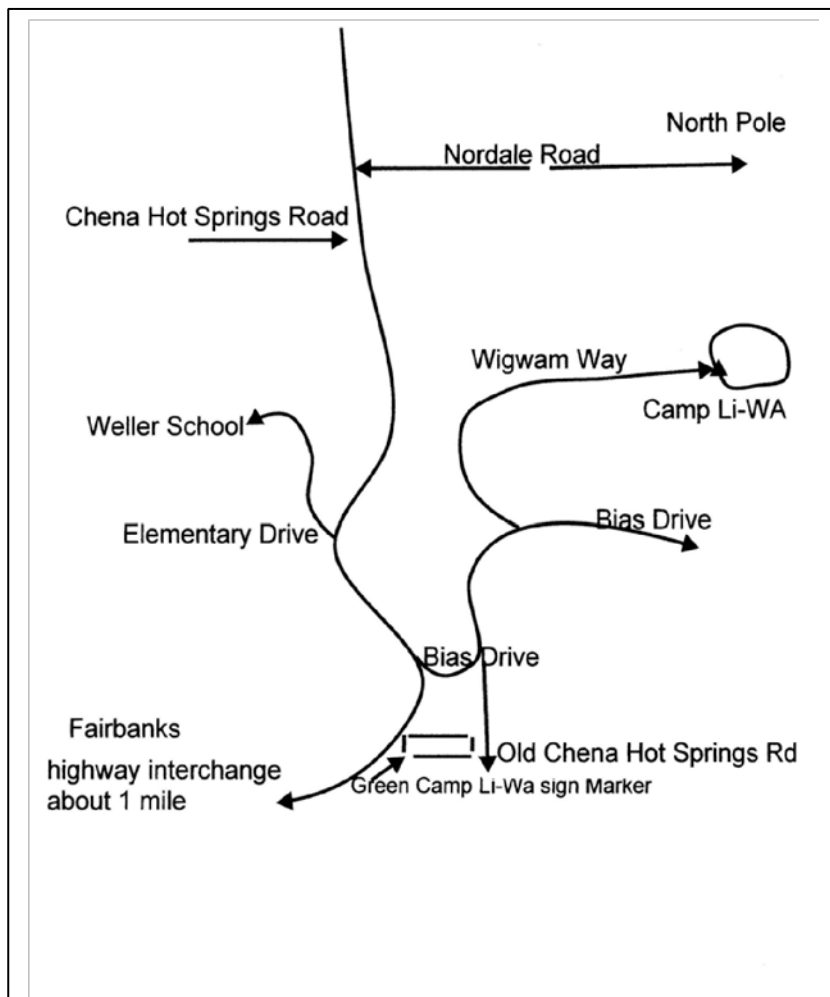 North Pole
Nordale Road
Chena Hot Springs Road
Wigwam Way
Camp Li-WA
Weller School
Bias Drive
Elementary Drive
Bias Drive
Fairbanks
Old Chena Hot Springs Rd
highway interchange
about 1 mile
Green Camp Li-Wa sign Marker